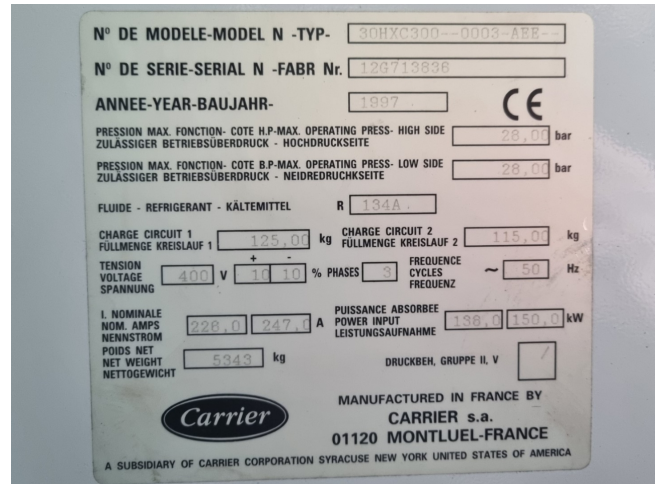 Nº DE MODELE-MODEL N -TYP- 30HXC300--0003-AEE--
Nº DE SERIE-SERIAL N -FABR Nr. 12G713838
ANNEE-YEAR-BAUJAHR- 1997 CE
PRESSION MAX. FONCTION- COTE H.P-MAX. OPERATING PRESS- HIGH SIDE
ZULÄSSIGER BETRIEBSÜBERDRUCK - HOCHDRUCKSEITE 28,00 bar
PRESSION MAX. FONCTION- COTE B.P-MAX. OPERATING PRESS- LOW SIDE
ZULÄSSIGER BETRIEBSÜBERDRUCK - NEIDREDRUCHKSEITE 28,00 bar
FLUIDE - REFRIGERANT - KÄLTEMITTEL R 134A .
CHARGE CIRCUIT 1
FÜLLMENGE KREISLAUF 1 125,00 kg
CHARGE CIRCUIT 2
FÜLLMENGE KREISLAUF 2 115,00 kg
TENSION
VOLTAGE
SPANNUNG
400 V + 10 - 10 % PHASES 3
FREQUENCE
CYCLES
FREQUENZ
~ 50 Hz
I. NOMINALE
NOM. AMPS
NENNSTROM
226,0 247,0 A
PUISSANCE ABSORBEE
POWER INPUT
LEISTUNGSAUFNAHME
138,0 150,0 kW
POIDS NET
NET WEIGHT
NETTOGEWICHT
5343 kg
DRUCKBEH, GRUPPE II, V /
Carrier
MANUFACTURED IN FRANCE BY
CARRIER s.a.
01120 MONTLUEL-FRANCE
A SUBSIDIARY OF CARRIER CORPORATION SYRACUSE NEW YORK UNITED STATES OF AMERICA